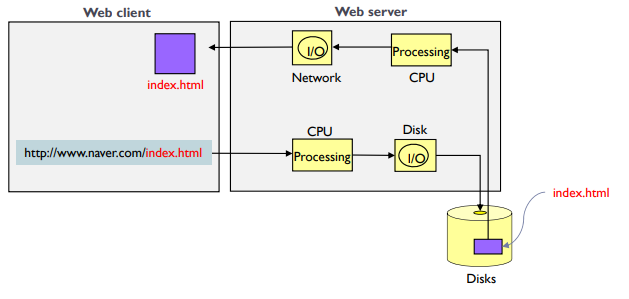 Web client
Web server
index.html
I/O
Network
Processing
CPU
http://www.naver.com/index.html
CPU
Processing
Disk
I/O
index.html
Disks